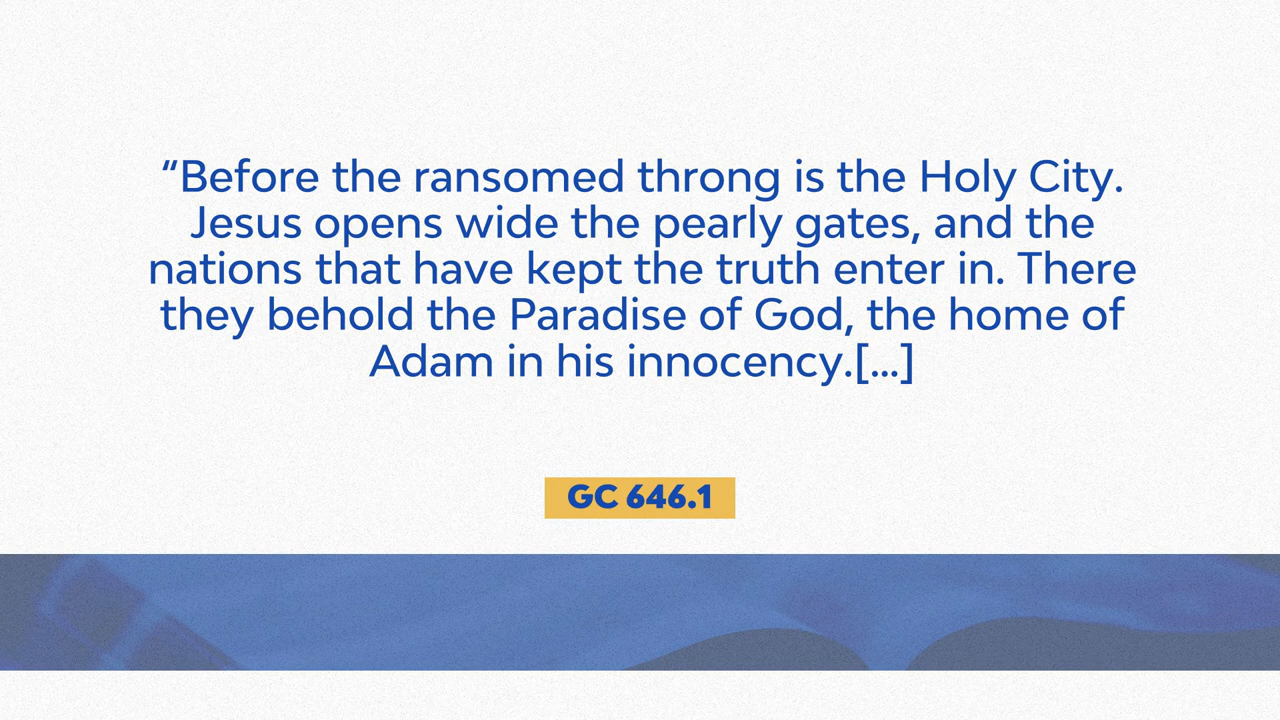 “Before the ransomed throng is the Holy City.
Jesus opens wide the pearly gates, and the
nations that have kept the truth enter in. There
they behold the Paradise of God, the home of
Adam in his innocency.[...]
GC 646.1